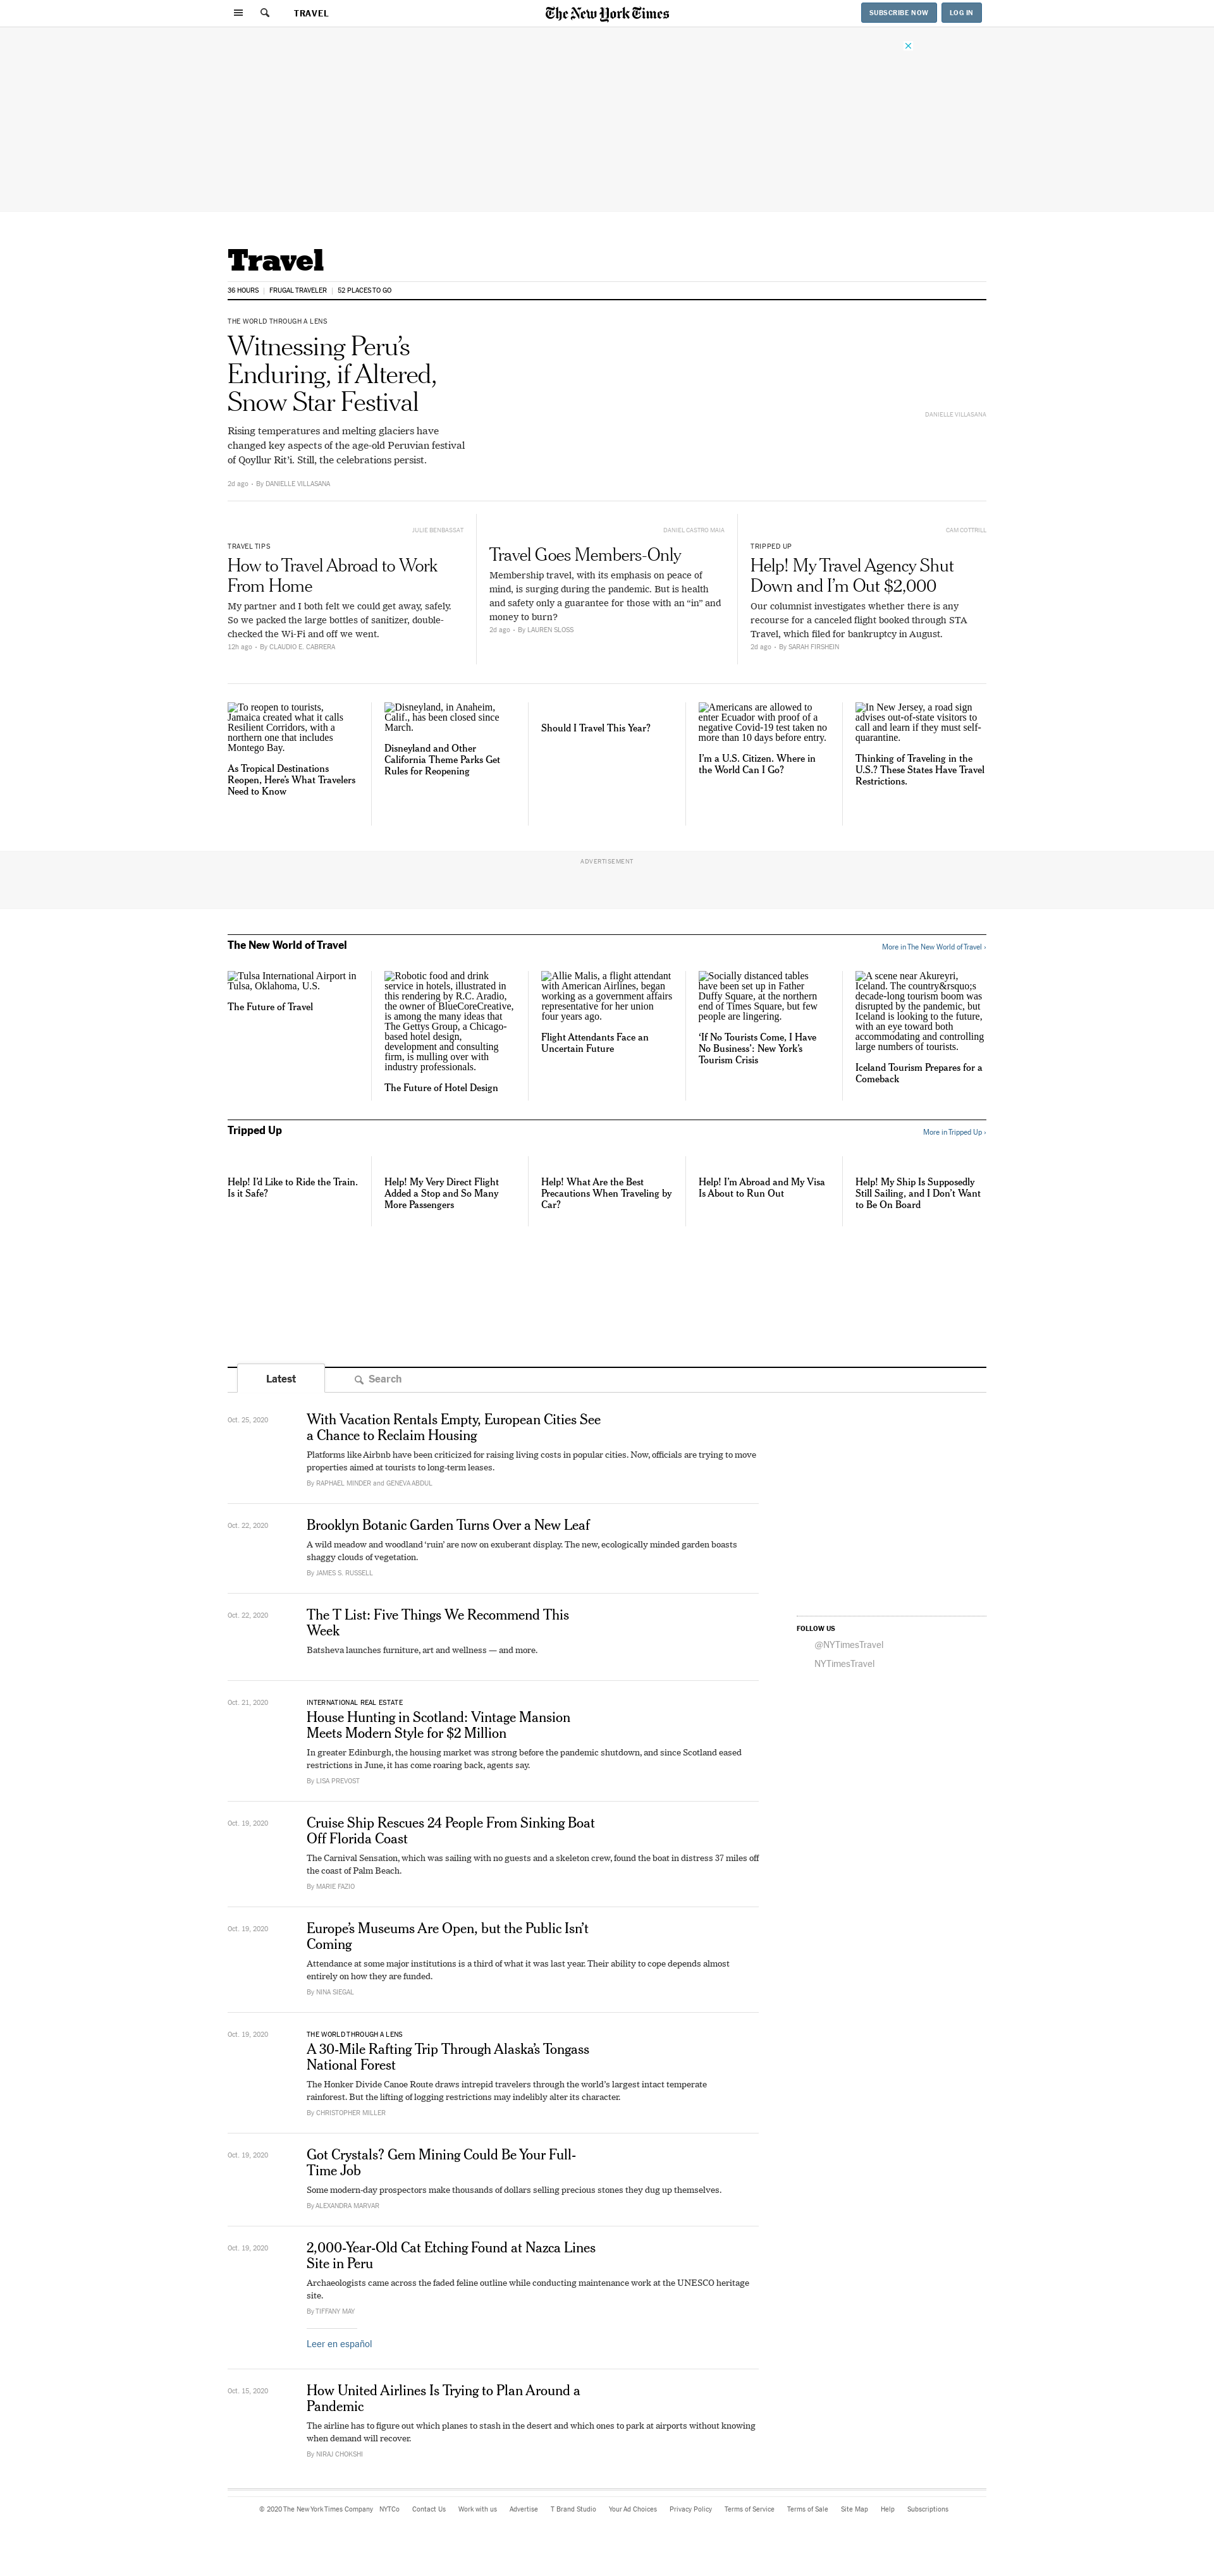 TRAVEL
The New York Times
SUBSCRIBE NOW
LOG IN
Travel
36 HOURS
FRUGAL TRAVELER
52 PLACES TO GO
THE WORLD THROUGH A LENS
Witnessing Peru’s
Enduring, if Altered,
Snow Star Festival
Rising temperatures and melting glaciers have
changed key aspects of the age-old Peruvian festival
of Qoyllur Rit’i. Still, the celebrations persist.
2d ago • By DANIELLE VILLASANA
DANIELLE VILLASANA
JULIE BENBASSAT
TRAVEL TIPS
How to Travel Abroad to Work
From Home
My partner and I both felt we could get away, safely.
So we packed the large bottles of sanitizer, double-
checked the Wi-Fi and off we went.
12h ago • By CLAUDIO E. CABRERA
DANIEL CASTRO MAIA
Travel Goes Members-Only
Membership travel, with its emphasis on peace of
mind, is surging during the pandemic. But is health
and safety only a guarantee for those with an “in” and
money to burn?
2d ago • By LAUREN SLOSS
CAM COTTRILL
TRIPPED UP
Help! My Travel Agency Shut
Down and I’m Out $2,000
Our columnist investigates whether there is any
recourse for a canceled flight booked through STA
Travel, which filed for bankruptcy in August.
2d ago • By SARAH FIRSHEIN
To reopen to tourists,
Jamaica created what it calls
Resilient Corridors, with a
northern one that includes
Montego Bay.
As Tropical Destinations
Reopen, Here’s What Travelers
Need to Know
Disneyland, in Anaheim,
Calif., has been closed since
March.
Disneyland and Other
California Theme Parks Get
Rules for Reopening
Should I Travel This Year?
Americans are allowed to
enter Ecuador with proof of a
negative Covid-19 test taken no
more than 10 days before entry.
I’m a U.S. Citizen. Where in
the World Can I Go?
In New Jersey, a road sign
advises out-of-state visitors to
call and learn if they must self-
quarantine.
Thinking of Traveling in the
U.S.? These States Have Travel
Restrictions.
ADVERTISEMENT
The New World of Travel
More in The New World of Travel ›
Tulsa International Airport in
Tulsa, Oklahoma, U.S.
The Future of Travel
Robotic food and drink
service in hotels, illustrated in
this rendering by R.C. Aradio,
the owner of BlueCoreCreative,
is among the many ideas that
The Gettys Group, a Chicago-
based hotel design,
development and consulting
firm, is mulling over with
industry professionals.
The Future of Hotel Design
Allie Malis, a flight attendant
with American Airlines, began
working as a government affairs
representative for her union
four years ago.
Flight Attendants Face an
Uncertain Future
Socially distanced tables
have been set up in Father
Duffy Square, at the northern
end of Times Square, but few
people are lingering.
‘If No Tourists Come, I Have
No Business’: New York’s
Tourism Crisis
A scene near Akureyri,
Iceland. The country&rsquo;s
decade-long tourism boom was
disrupted by the pandemic, but
Iceland is looking to the future,
with an eye toward both
accommodating and controlling
large numbers of tourists.
Iceland Tourism Prepares for a
Comeback
Tripped Up
More in Tripped Up ›
Help! I’d Like to Ride the Train.
Is it Safe?
Help! My Very Direct Flight
Added a Stop and So Many
More Passengers
Help! What Are the Best
Precautions When Traveling by
Car?
Help! I’m Abroad and My Visa
Is About to Run Out
Help! My Ship Is Supposedly
Still Sailing, and I Don’t Want
to Be On Board
Latest
Search
Oct. 25, 2020
With Vacation Rentals Empty, European Cities See
a Chance to Reclaim Housing
Platforms like Airbnb have been criticized for raising living costs in popular cities. Now, officials are trying to move
properties aimed at tourists to long-term leases.
By RAPHAEL MINDER and GENEVA ABDUL
Oct. 22, 2020
Brooklyn Botanic Garden Turns Over a New Leaf
A wild meadow and woodland ‘ruin’ are now on exuberant display. The new, ecologically minded garden boasts
shaggy clouds of vegetation.
By JAMES S. RUSSELL
Oct. 22, 2020
The T List: Five Things We Recommend This
Week
Batsheva launches furniture, art and wellness — and more.
FOLLOW US
@NYTimesTravel
NYTimesTravel
Oct. 21, 2020
INTERNATIONAL REAL ESTATE
House Hunting in Scotland: Vintage Mansion
Meets Modern Style for $2 Million
In greater Edinburgh, the housing market was strong before the pandemic shutdown, and since Scotland eased
restrictions in June, it has come roaring back, agents say.
By LISA PREVOST
Oct. 19, 2020
Cruise Ship Rescues 24 People From Sinking Boat
Off Florida Coast
The Carnival Sensation, which was sailing with no guests and a skeleton crew, found the boat in distress 37 miles off
the coast of Palm Beach.
By MARIE FAZIO
Oct. 19, 2020
Europe’s Museums Are Open, but the Public Isn’t
Coming
Attendance at some major institutions is a third of what it was last year. Their ability to cope depends almost
entirely on how they are funded.
By NINA SIEGAL
Oct. 19, 2020
THE WORLD THROUGH A LENS
A 30-Mile Rafting Trip Through Alaska’s Tongass
National Forest
The Honker Divide Canoe Route draws intrepid travelers through the world’s largest intact temperate
rainforest. But the lifting of logging restrictions may indelibly alter its character.
By CHRISTOPHER MILLER
Oct. 19, 2020
Got Crystals? Gem Mining Could Be Your Full-
Time Job
Some modern-day prospectors make thousands of dollars selling precious stones they dug up themselves.
By ALEXANDRA MARVAR
Oct. 19, 2020
2,000-Year-Old Cat Etching Found at Nazca Lines
Site in Peru
Archaeologists came across the faded feline outline while conducting maintenance work at the UNESCO heritage
site.
By TIFFANY MAY
Leer en español
Oct. 15, 2020
How United Airlines Is Trying to Plan Around a
Pandemic
The airline has to figure out which planes to stash in the desert and which ones to park at airports without knowing
when demand will recover.
By NIRAJ CHOKSHI
© 2020 The New York Times Company NYTCo Contact Us Work with us Advertise T Brand Studio Your Ad Choices Privacy Policy Terms of Service Terms of Sale Site Map Help Subscriptions